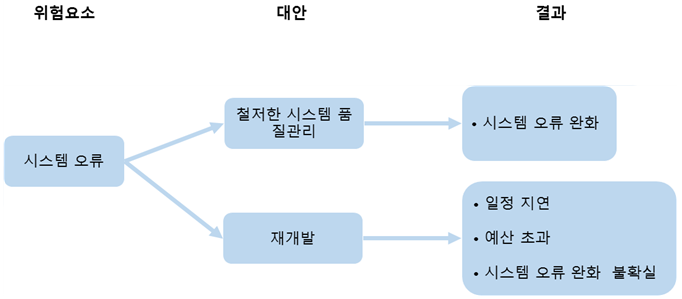 위험요소
대안
결과
시스템 오류
철저한 시스템 품
질관리
• 시스템 오류 완화
재개발
• 일정 지연
• 예산 초과
• 시스템 오류 완화 불확실